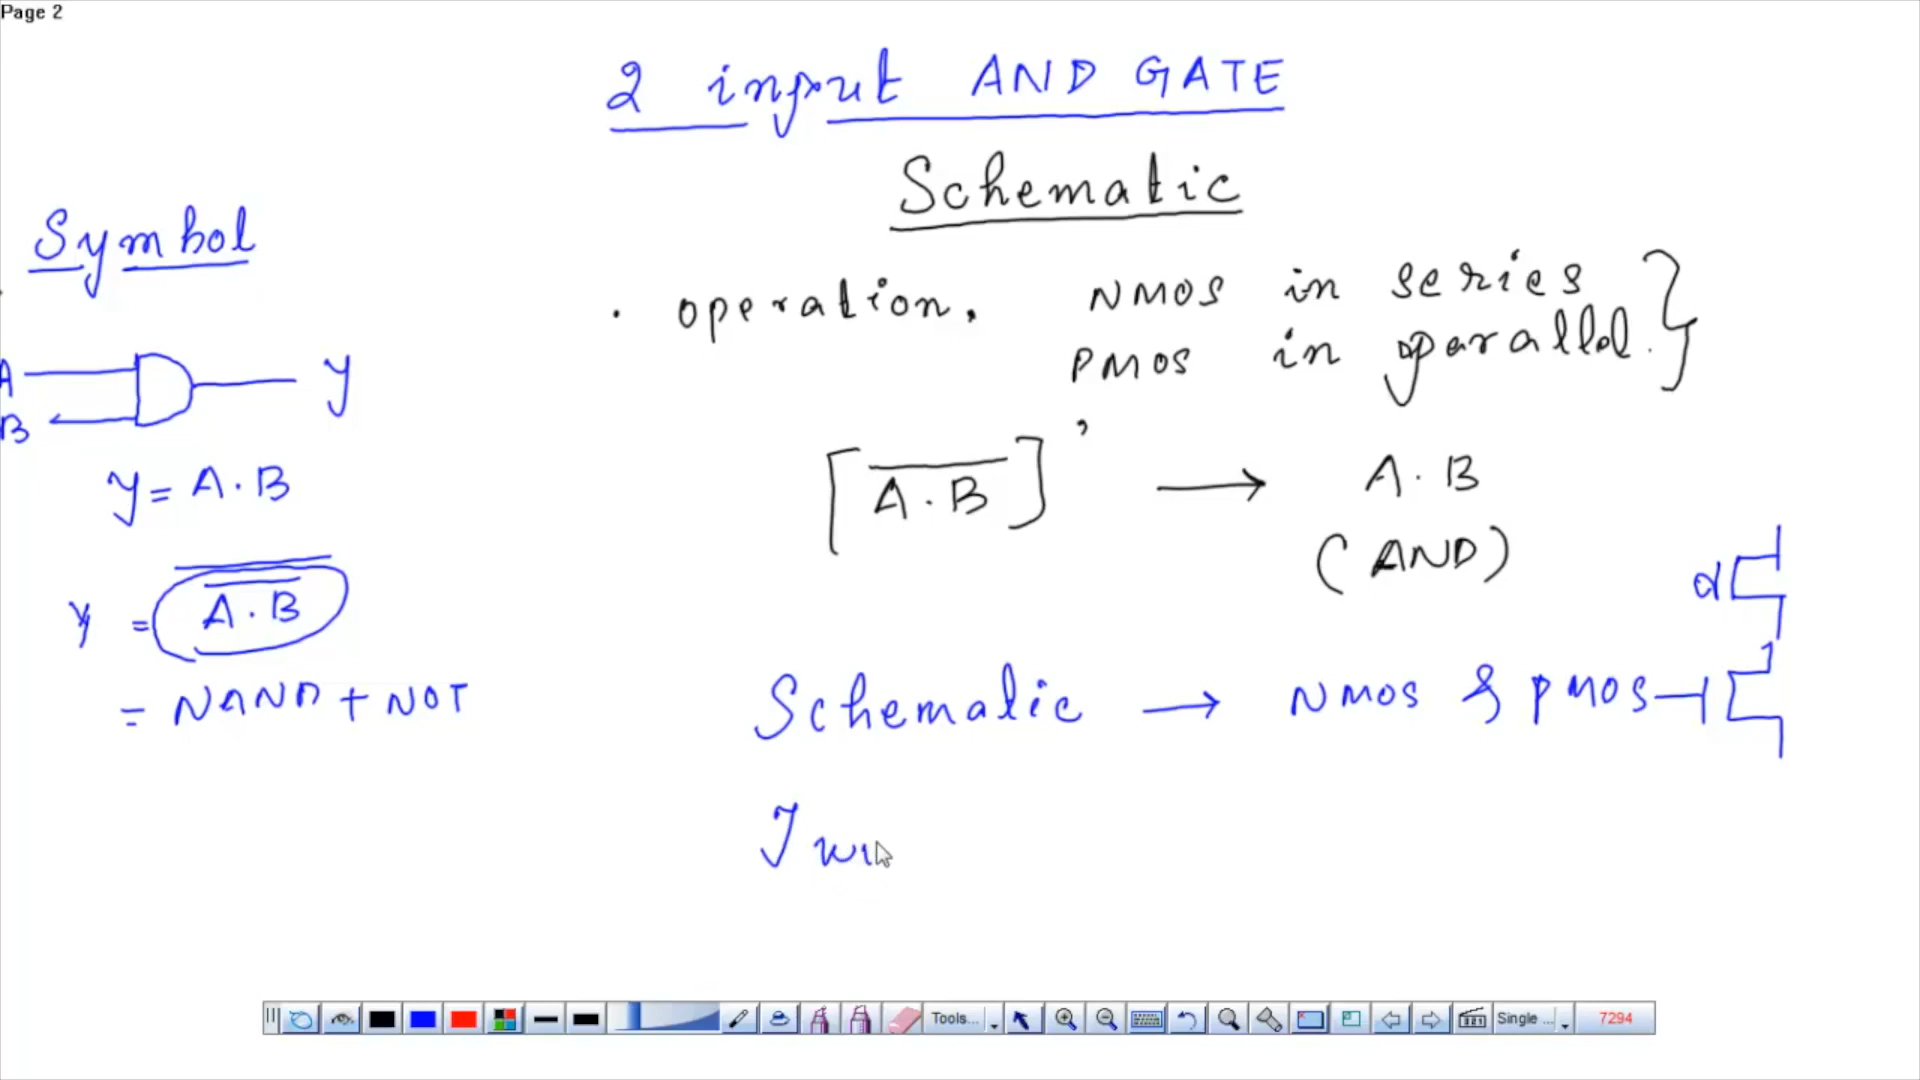 Page 2
2 input AND GATE
Schematic
Symbol
. operation. NMOS in series
PMOS in parallel.
A
B
Y
Y = A.B
[A.B]' → A.B
(AND)
Y = A.B
= NAND + NOT
Schematic → NMOS & PMOS
Tools...
Single ...
7294